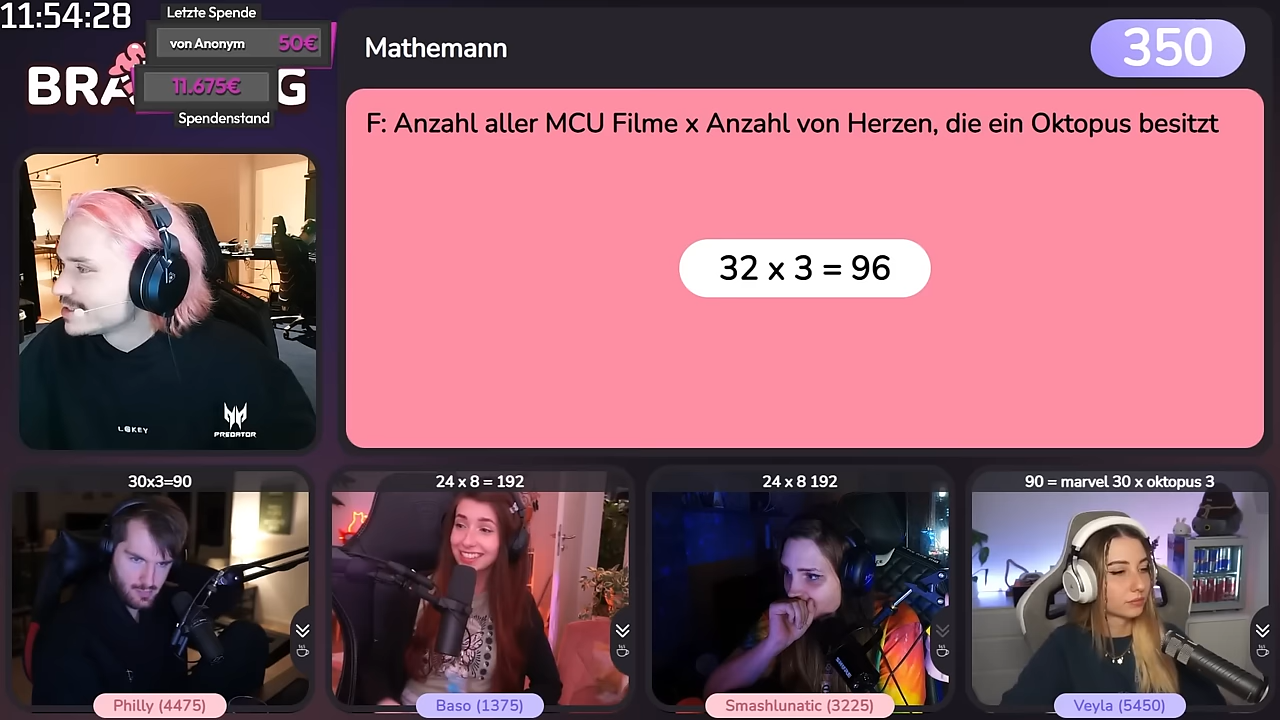 11:54:28
Letzte Spende
von Anonym 50€
11.675€
Spendenstand
BRA G
Mathemann
350
F: Anzahl aller MCU Filme x Anzahl von Herzen, die ein Oktopus besitzt
32 x 3 = 96
LOKEY
PREDATOR
30x3=90
24 x 8 = 192
24 x 8 192
90 = marvel 30 x oktopus 3
Philly (4475)
Baso (1375)
Smashlunatic (3225)
Veyla (5450)